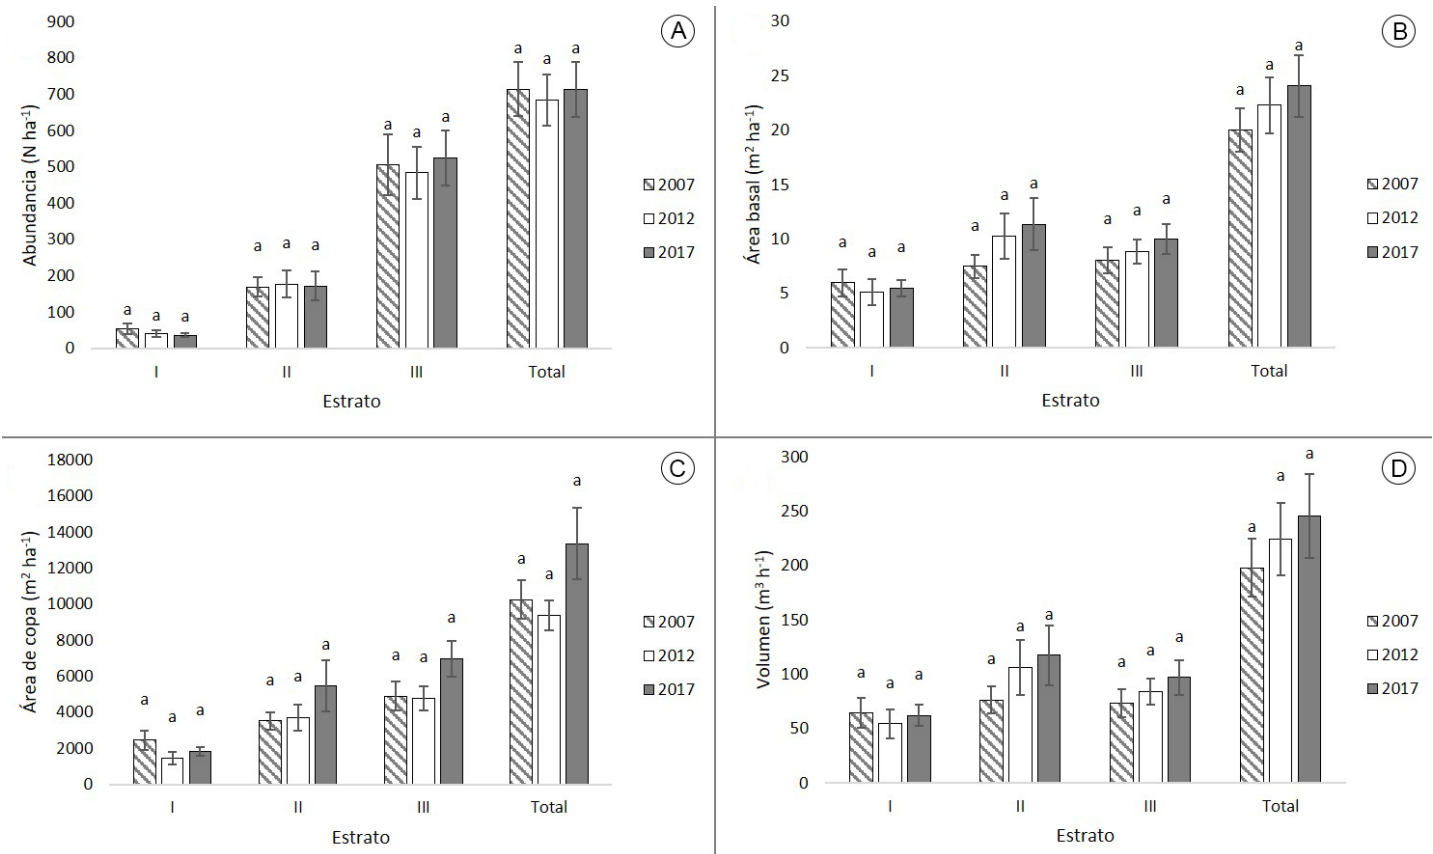 A
Abundancia (N ha⁻¹)
900
800
700
600
500
400
300
200
100
0
a a a
a a a
a a a
a a a
I II III Total
Estrato
2007
2012
2017
B
Área basal (m² ha⁻¹)
30
25
20
15
10
5
0
a a a
a a a
a a a
a a a
I II III Total
Estrato
2007
2012
2017
C
Área de copa (m² ha⁻¹)
18000
16000
14000
12000
10000
8000
6000
4000
2000
0
a a a
a a a
a a a
a a a
I II III Total
Estrato
2007
2012
2017
D
Volumen (m³ h⁻¹)
300
250
200
150
100
50
0
a a a
a a a
a a a
a a a
I II III Total
Estrato
2007
2012
2017